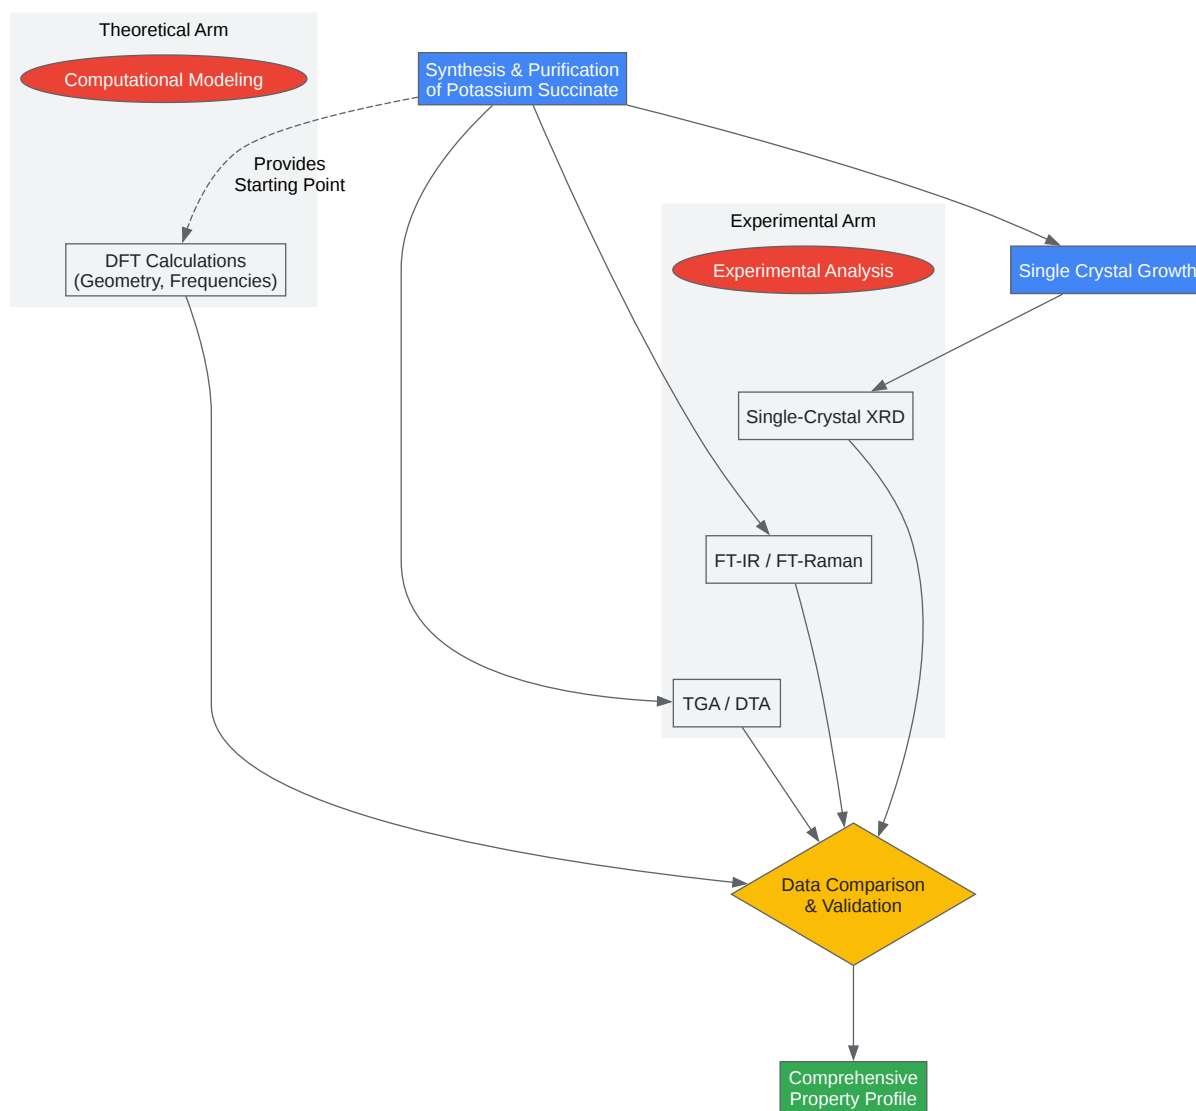 Theoretical Arm
Computational Modeling
Synthesis & Purification
of Potassium Succinate
Provides
Starting Point
DFT Calculations
(Geometry, Frequencies)
Experimental Arm
Experimental Analysis
Single Crystal Growth
Single-Crystal XRD
FT-IR / FT-Raman
TGA / DTA
Data Comparison
& Validation
Comprehensive
Property Profile